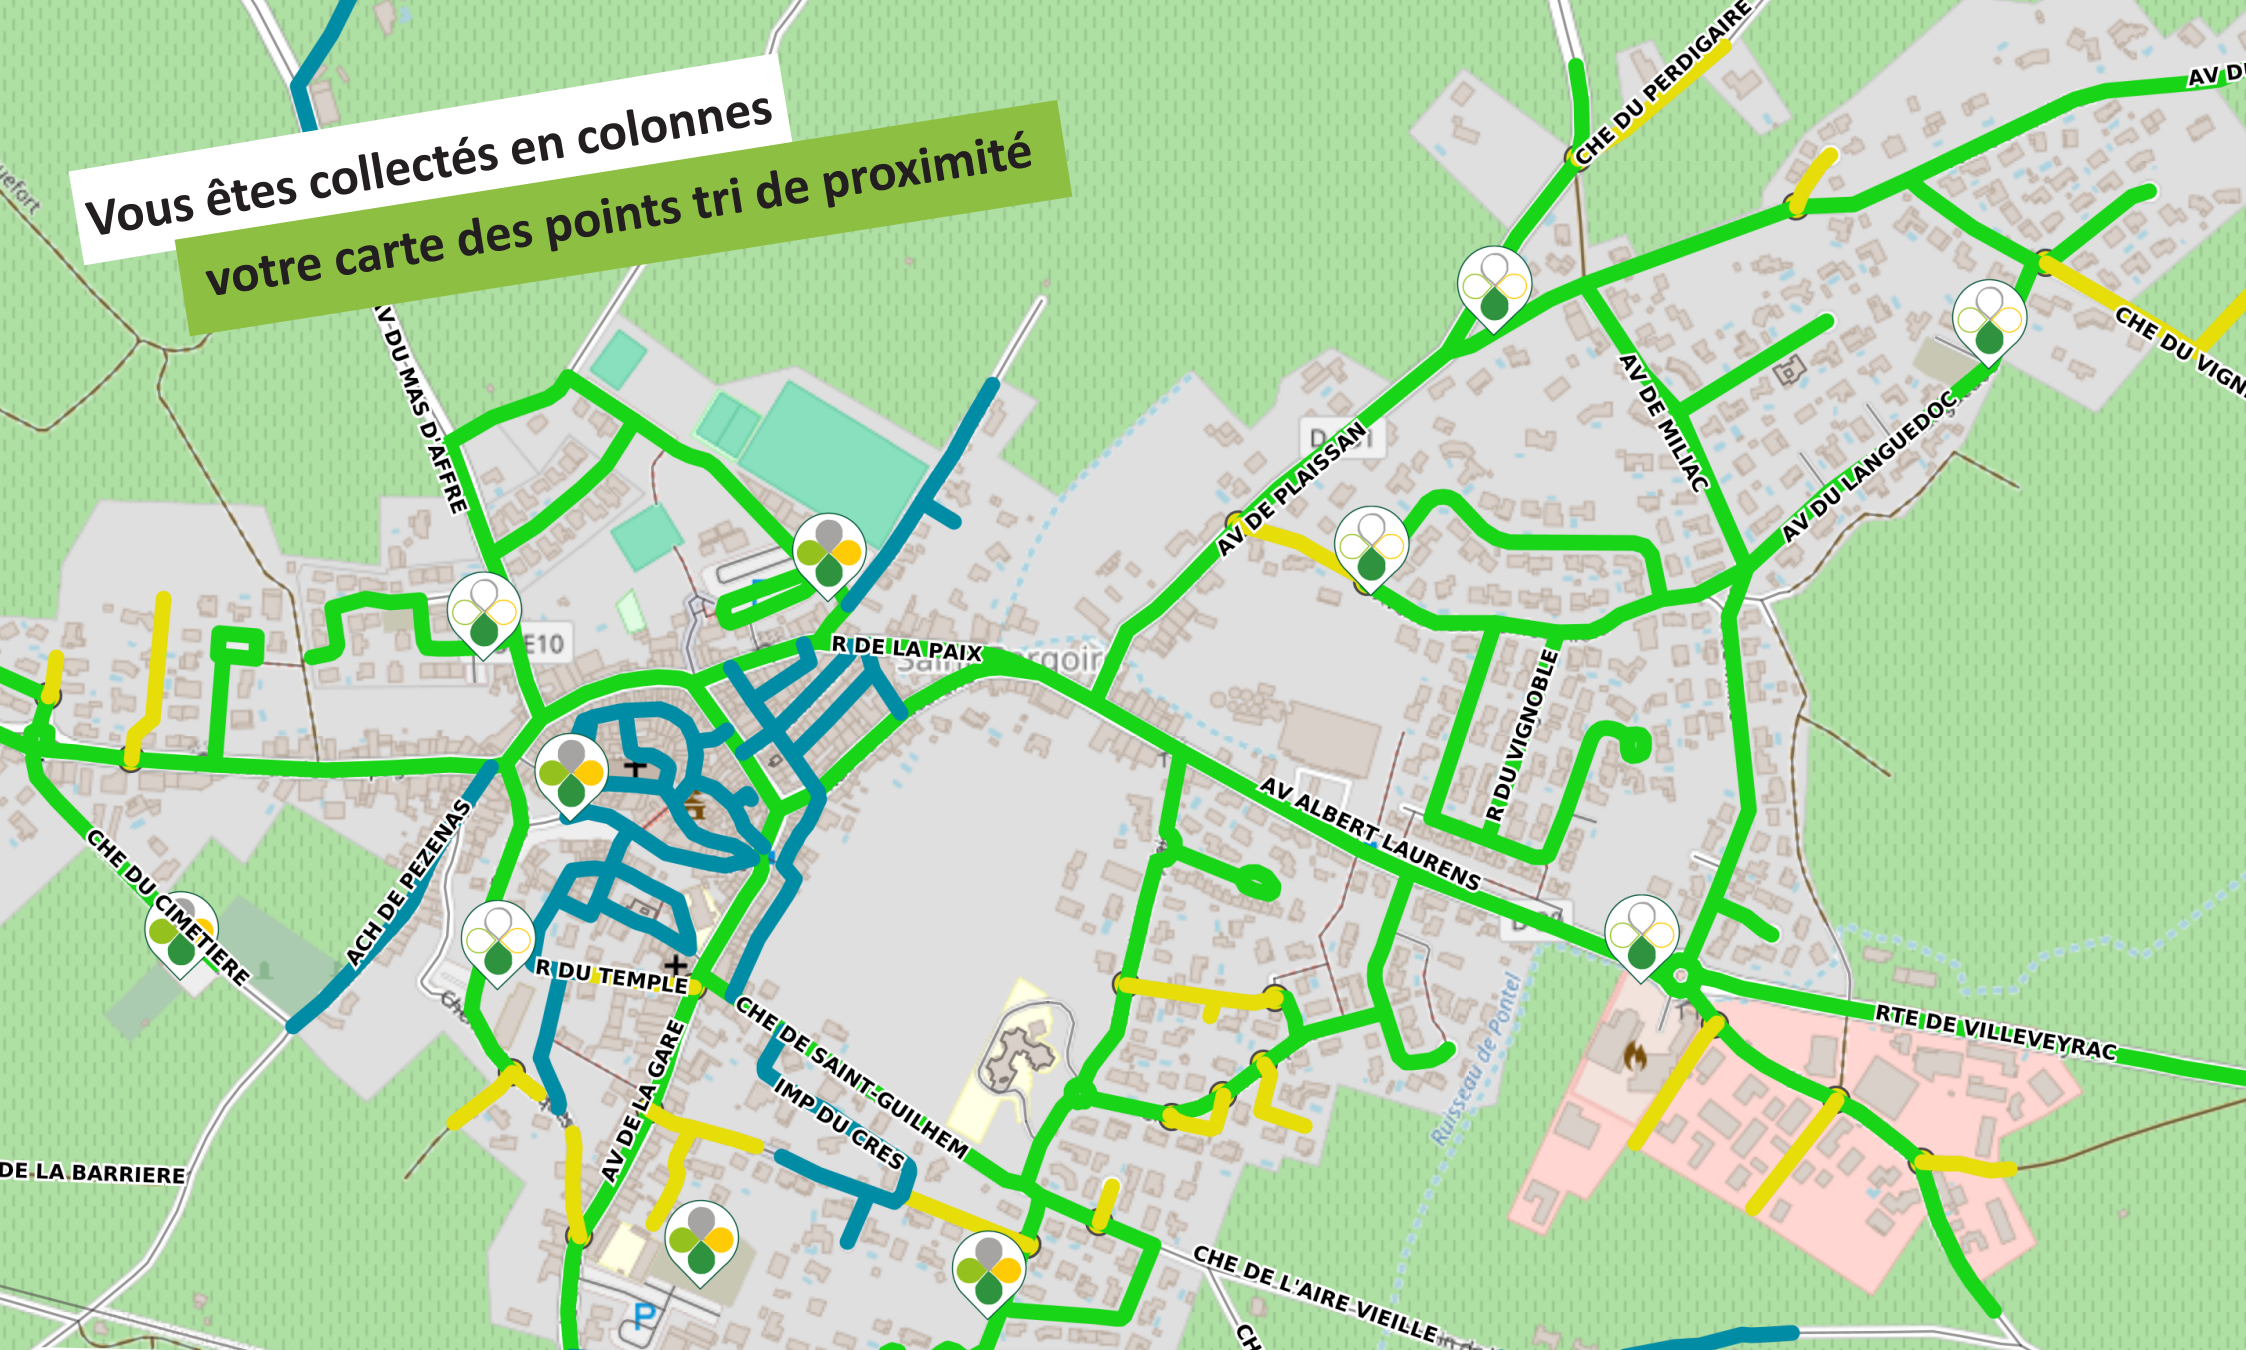 Vous êtes collectés en colonnes
votre carte des points tri de proximité
CHE DU PERDIGAIRE
AV DU MAS D'AFFRE
CHE DU VIGN
AV DE MILIAC
AV DU LANGUEDOC
AV DE PLAISSAN
R DE LA PAIX
R DU VIGNOBLE
AV ALBERT LAURENS
ACH DE PEZENAS
CHE DU CIMETIERE
R DU TEMPLE
AV DE LA GARE
CHE DE SAINT-GUILHEM
IMP DU CRES
RTE DE VILLEVEYRAC
Ruisseau de Pontel
DE LA BARRIERE
CHE DE L'AIRE VIEILLE
CH
P